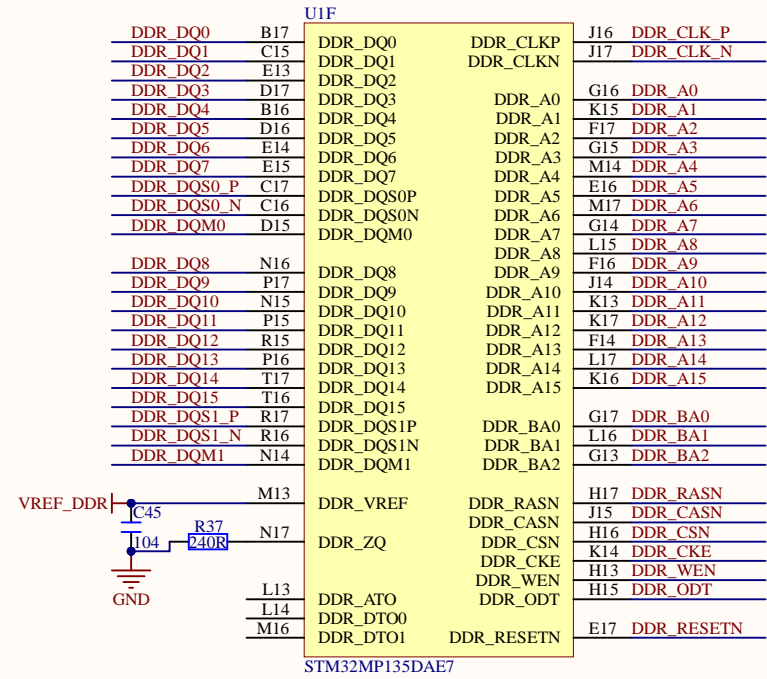 U1F
DDR_DQ0 B17 DDR_DQ0 DDR_CLKP J16 DDR_CLK_P
DDR_DQ1 C15 DDR_DQ1 DDR_CLKN J17 DDR_CLK_N
DDR_DQ2 E13 DDR_DQ2
DDR_DQ3 D17 DDR_DQ3 DDR_A0 G16 DDR_A0
DDR_DQ4 B16 DDR_DQ4 DDR_A1 K15 DDR_A1
DDR_DQ5 D16 DDR_DQ5 DDR_A2 F17 DDR_A2
DDR_DQ6 E14 DDR_DQ6 DDR_A3 G15 DDR_A3
DDR_DQ7 E15 DDR_DQ7 DDR_A4 M14 DDR_A4
DDR_DQS0_P C17 DDR_DQS0P DDR_A5 E16 DDR_A5
DDR_DQS0_N C16 DDR_DQS0N DDR_A6 M17 DDR_A6
DDR_DQM0 D15 DDR_DQM0 DDR_A7 G14 DDR_A7
DDR_A8 L15 DDR_A8
DDR_DQ8 N16 DDR_DQ8 DDR_A9 F16 DDR_A9
DDR_DQ9 P17 DDR_DQ9 DDR_A10 J14 DDR_A10
DDR_DQ10 N15 DDR_DQ10 DDR_A11 K13 DDR_A11
DDR_DQ11 P15 DDR_DQ11 DDR_A12 K17 DDR_A12
DDR_DQ12 R15 DDR_DQ12 DDR_A13 F14 DDR_A13
DDR_DQ13 P16 DDR_DQ13 DDR_A14 L17 DDR_A14
DDR_DQ14 T17 DDR_DQ14 DDR_A15 K16 DDR_A15
DDR_DQ15 T16 DDR_DQ15
DDR_DQS1_P R17 DDR_DQS1P DDR_BA0 G17 DDR_BA0
DDR_DQS1_N R16 DDR_DQS1N DDR_BA1 L16 DDR_BA1
DDR_DQM1 N14 DDR_DQM1 DDR_BA2 G13 DDR_BA2
VREF_DDR M13 DDR_VREF DDR_RASN H17 DDR_RASN
C45 DDR_CASN J15 DDR_CASN
R37 N17 DDR_ZQ DDR_CSN H16 DDR_CSN
104 240R DDR_CKE K14 DDR_CKE
DDR_WEN H13 DDR_WEN
GND L13 DDR_ATO DDR_ODT H15 DDR_ODT
L14 DDR_DTO0
M16 DDR_DTO1 DDR_RESETN E17 DDR_RESETN
STM32MP135DAE7